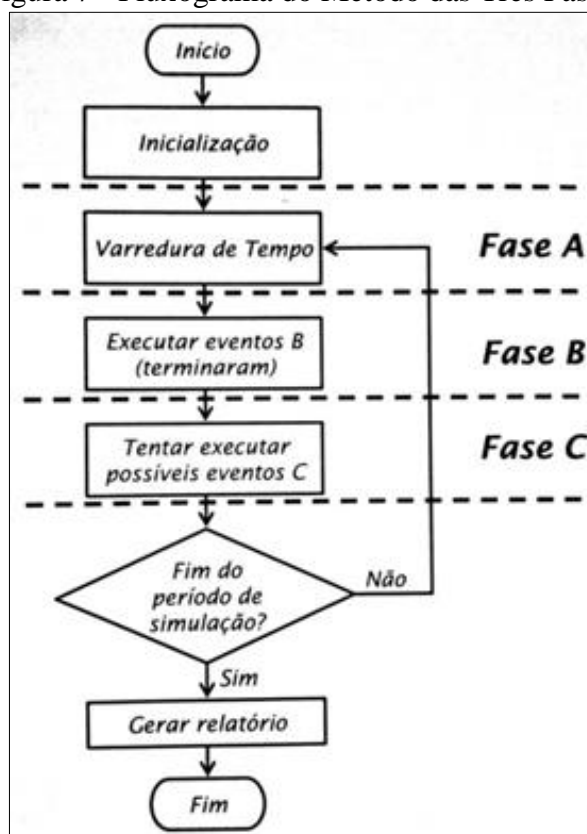 Início
Inicialização
Varredura de Tempo
Fase A
Executar eventos B
(terminaram)
Fase B
Tentar executar
possíveis eventos C
Fase C
Fim do
período de
simulação?
Não
Sim
Gerar relatório
Fim